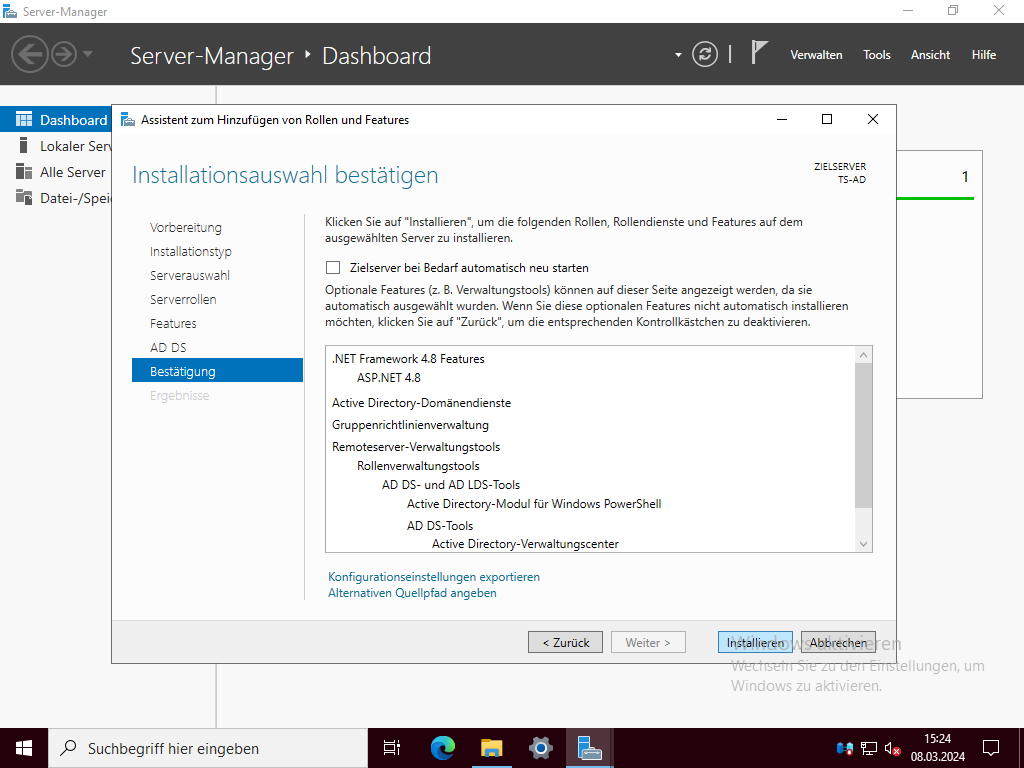 Server-Manager
Server-Manager Dashboard
Verwalten Tools Ansicht Hilfe
Dashboard
Lokaler Serv
Alle Server
Datei-/Speic
1
Assistent zum Hinzufügen von Rollen und Features
Installationsauswahl bestätigen
ZIELSERVER
TS-AD
Vorbereitung
Installationstyp
Serverauswahl
Serverrollen
Features
AD DS
Bestätigung
Ergebnisse
Klicken Sie auf "Installieren", um die folgenden Rollen, Rollendienste und Features auf dem
ausgewählten Server zu installieren.
Zielserver bei Bedarf automatisch neu starten
Optionale Features (z. B. Verwaltungstools) können auf dieser Seite angezeigt werden, da sie
automatisch ausgewählt wurden. Wenn Sie diese optionalen Features nicht automatisch installieren
möchten, klicken Sie auf "Zurück", um die entsprechenden Kontrollkästchen zu deaktivieren.
.NET Framework 4.8 Features
ASP.NET 4.8
Active Directory-Domänendienste
Gruppenrichtlinienverwaltung
Remoteserver-Verwaltungstools
Rollenverwaltungstools
AD DS- und AD LDS-Tools
Active Directory-Modul für Windows PowerShell
AD DS-Tools
Active Directory-Verwaltungscenter
Konfigurationseinstellungen exportieren
Alternativen Quellpfad angeben
< Zurück Weiter > Installieren Abbrechen
Windows aktivieren
Wechseln Sie zu den Einstellungen, um
Windows zu aktivieren.
Suchbegriff hier eingeben
15:24
08.03.2024